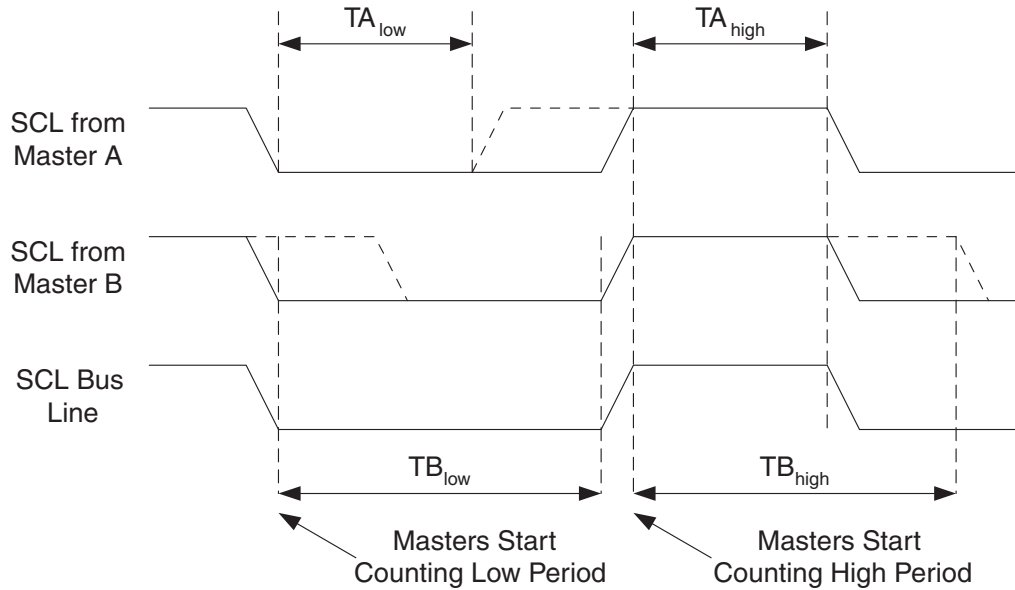 TA low
TA high
SCL from
Master A
SCL from
Master B
SCL Bus
Line
TB low
TB high
Masters Start
Counting Low Period
Masters Start
Counting High Period